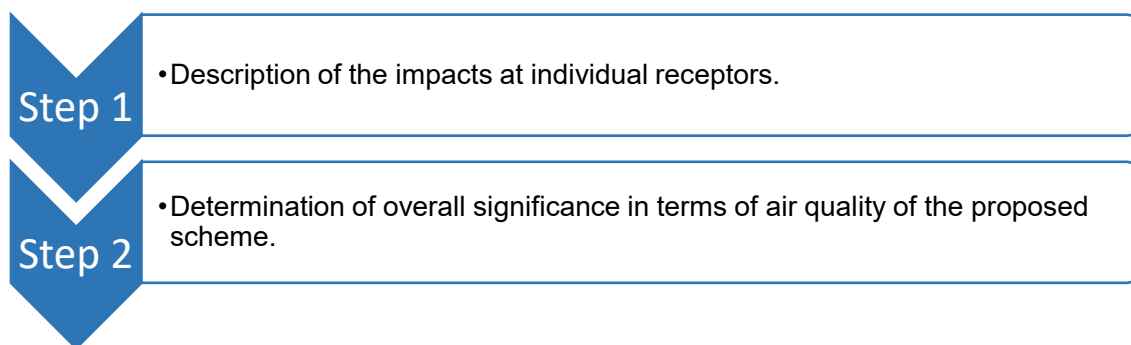 Step 1
•Description of the impacts at individual receptors.
Step 2
•Determination of overall significance in terms of air quality of the proposed
scheme.